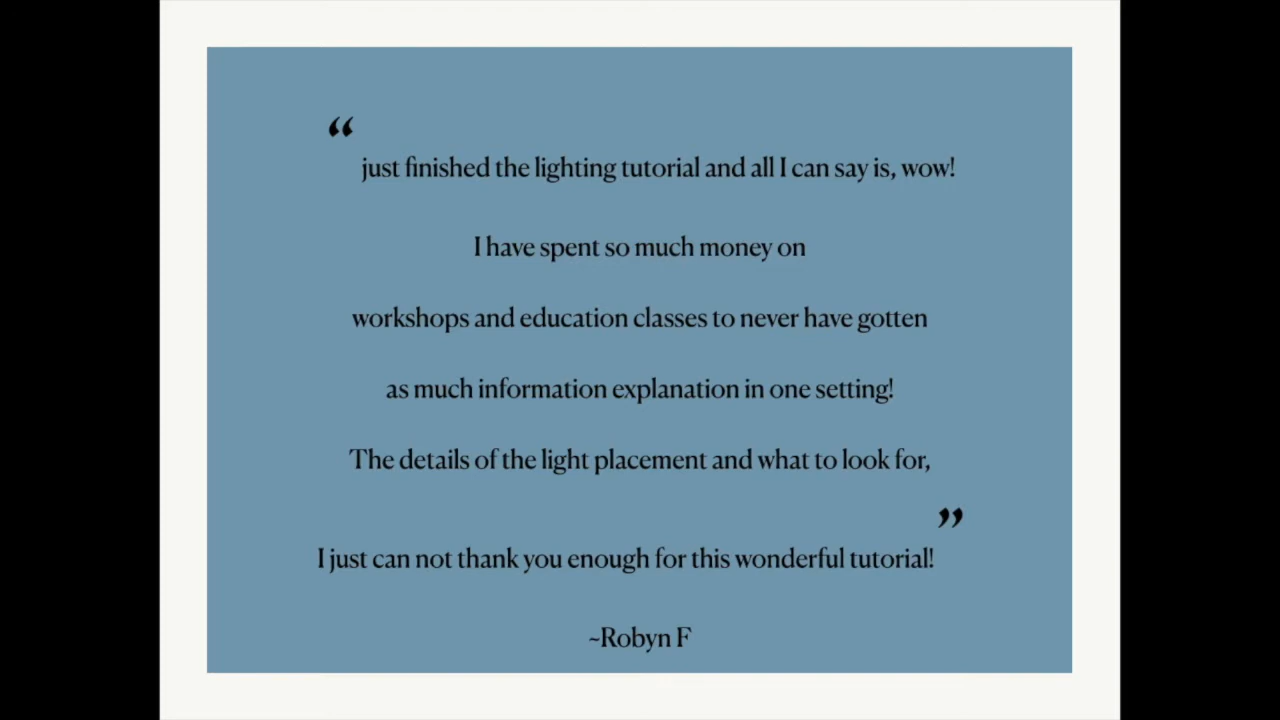 “
just finished the lighting tutorial and all I can say is, wow!
I have spent so much money on
workshops and education classes to never have gotten
as much information explanation in one setting!
The details of the light placement and what to look for,
”
I just can not thank you enough for this wonderful tutorial!
~Robyn F